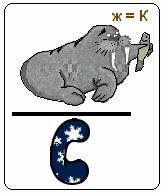 ж = К
С